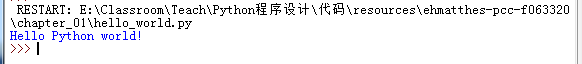 RESTART: E:\Classroom\Teach\Python程序设计\代码\resources\ehmatthes-pcc-f063320
\chapter_01\hello_world.py
Hello Python world!
>>>